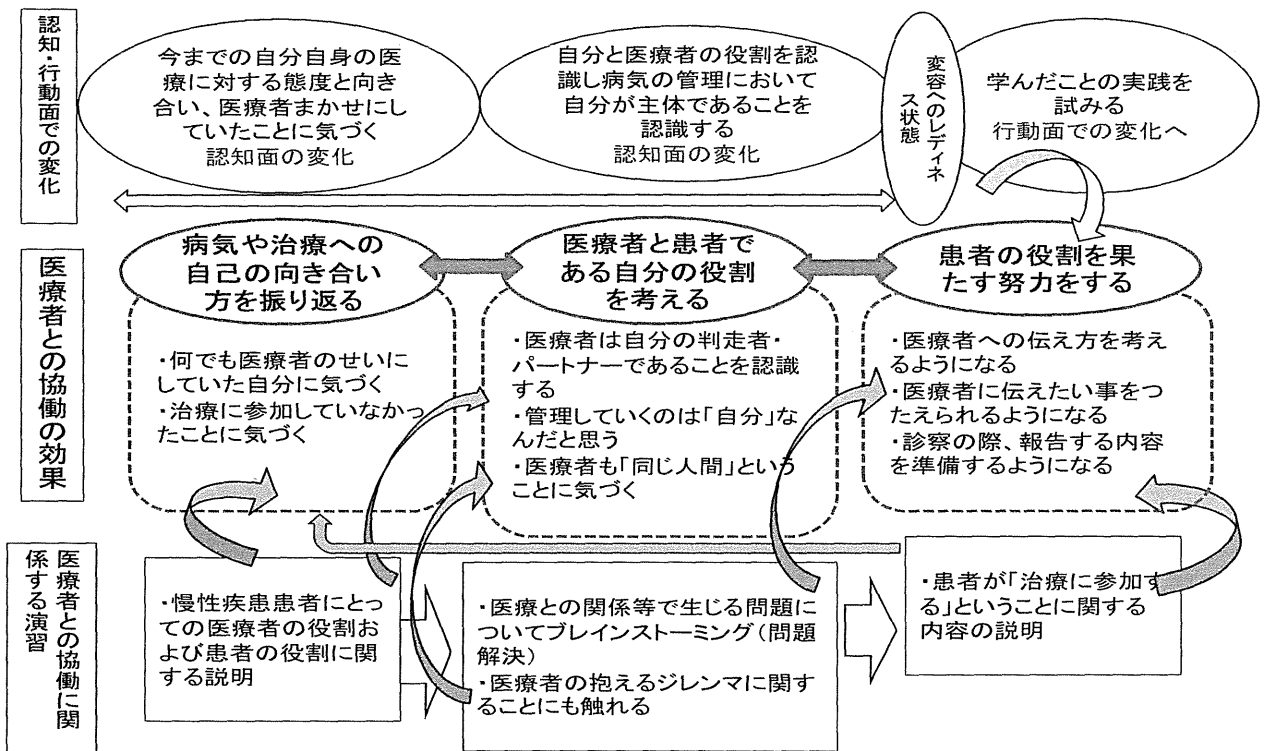 認知・行動面での変化
今までの自分自身の医
療に対する態度と向き
合い、医療者まかせにし
ていたことに気づく
認知面の変化
自分と医療者の役割を認
識し病気の管理において
自分が主体であることを
認識する
認知面の変化
変容へのレディネ
ス状態
学んだことの実践を
試みる
行動面での変化へ
医療者との協働の効果
病気や治療への
自己の向き合い
方を振り返る
・何でも医療者のせいに
していた自分に気づく
・治療に参加していなかっ
たことに気づく
医療者と患者で
ある自分の役割
を考える
・医療者は自分の判走者・
パートナーであることを認識
する
・管理していくのは「自分」な
んだと思う
・医療者も「同じ人間」という
ことに気づく
患者の役割を果
たす努力をする
・医療者への伝え方を考え
るようになる
・医療者に伝えたい事をつ
たえられるようになる
・診察の際、報告する内容
を準備するようになる
医療者との協働に関
係する演習
・慢性疾患患者にとっ
ての医療者の役割お
よび患者の役割に関
する説明
・医療との関係等で生じる問題に
ついてブレインストーミング(問題
解決)
・医療者の抱えるジレンマに関す
ることにも触れる
・患者が「治療に参加す
る」ということに関する
内容の説明